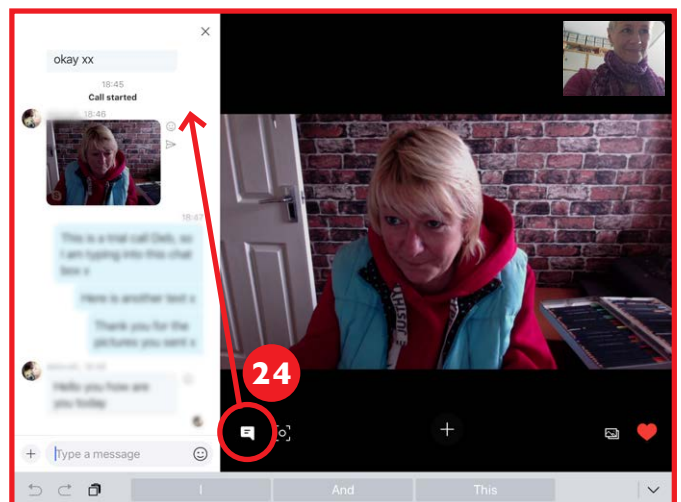 okay xx
18:45
Call started
18:46
18:47
This is a trial call Deb, so
I am typing into this chat
box x
Here is another text x
Thank you for the
pictures you sent x
Hello you how are
you today
24
Type a message
I
And
This